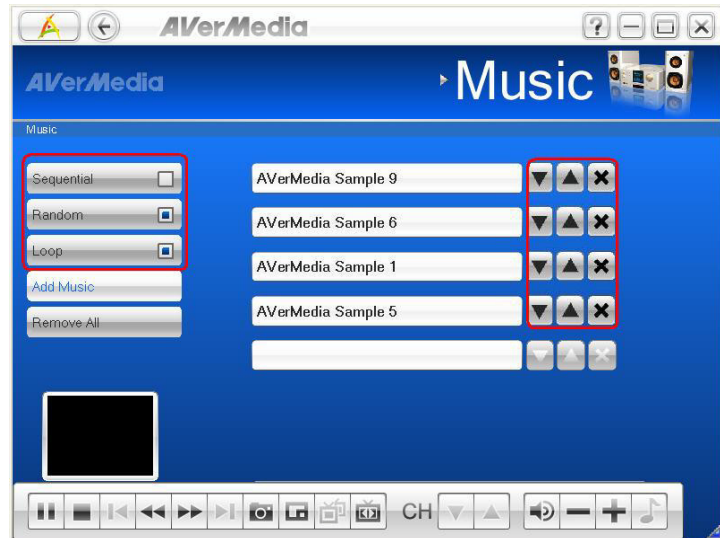 AVerMedia
AVerMedia
Music
Music
Sequential
Random
Loop
Add Music
Remove All
AVerMedia Sample 9
AVerMedia Sample 6
AVerMedia Sample 1
AVerMedia Sample 5
CH